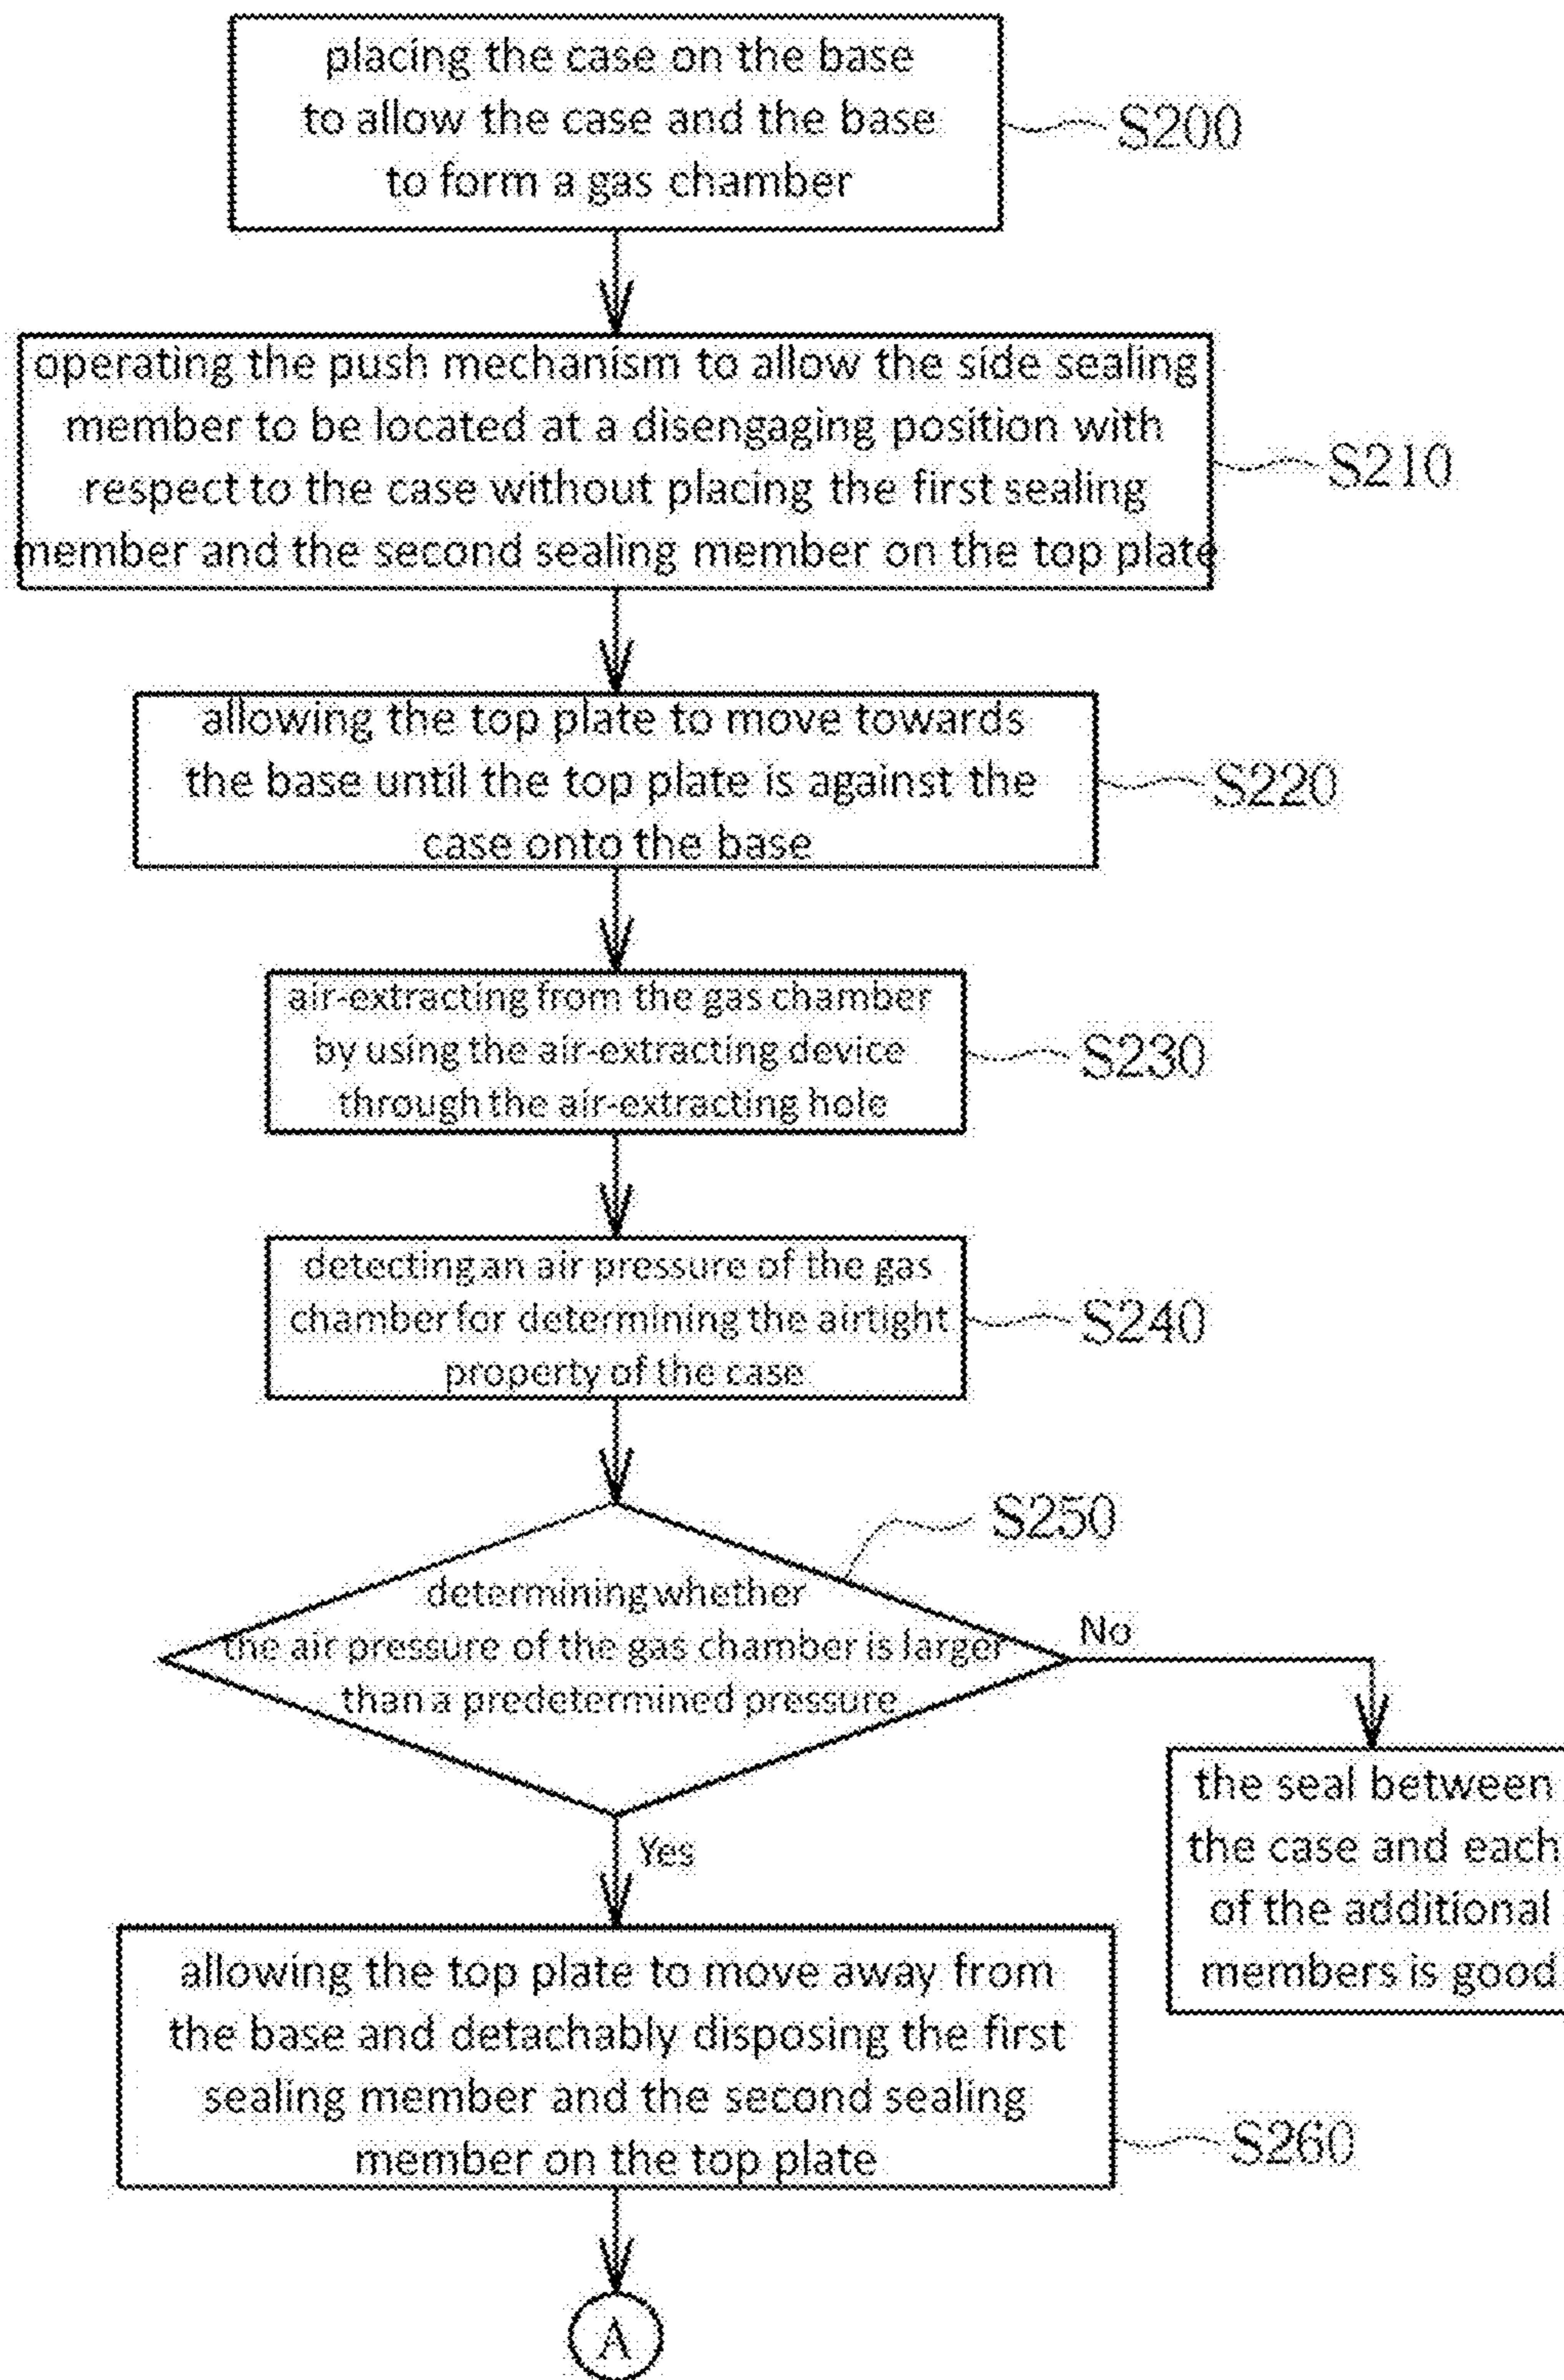 placing the case on the base
to allow the case and the base
to form a gas chamber
S200
operating the push mechanism to allow the side sealing
member to be located at a disengaging position with
respect to the case without placing the first sealing
member and the second sealing member on the top plate
S210
allowing the top plate to move towards
the base until the top plate is against the
case onto the base
S220
air-extracting from the gas chamber
by using the air-extracting device
through the air-extracting hole
S230
detecting an air pressure of the gas
chamber for determining the airtight
property of the case
S240
S250
determining whether
the air pressure of the gas chamber is larger
than a predetermined pressure
No
Yes
the seal between
the case and each
of the additional
members is good
allowing the top plate to move away from
the base and detachably disposing the first
sealing member and the second sealing
member on the top plate
S260
A